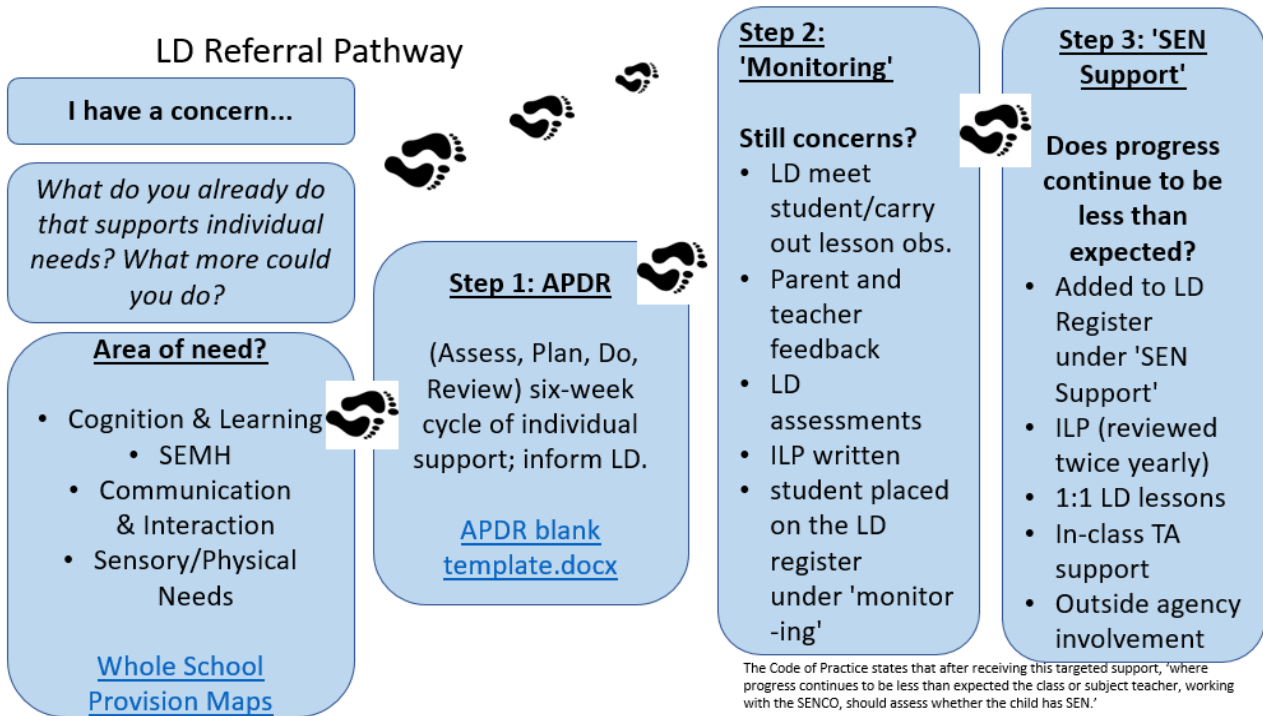 LD Referral Pathway
I have a concern...
What do you already do
that supports individual
needs? What more could
you do?
Area of need?
• Cognition & Learning
• SEMH
• Communication
& Interaction
• Sensory/Physical
Needs
Whole School
Provision Maps
Step 1: APDR
(Assess, Plan, Do,
Review) six-week
cycle of individual
support; inform LD.
APDR blank
template.docx
Step 2:
'Monitoring'
Still concerns?
• LD meet
student/carry
out lesson obs.
• Parent and
teacher
feedback
• LD
assessments
• ILP written
• student placed
on the LD
register
under 'monitor
-ing'
Step 3: 'SEN
Support'
Does progress
continue to be
less than
expected?
• Added to LD
Register
under 'SEN
Support'
• ILP (reviewed
twice yearly)
• 1:1 LD lessons
• In-class TA
support
• Outside agency
involvement
The Code of Practice states that after receiving this targeted support, 'where
progress continues to be less than expected the class or subject teacher, working
with the SENCO, should assess whether the child has SEN.'